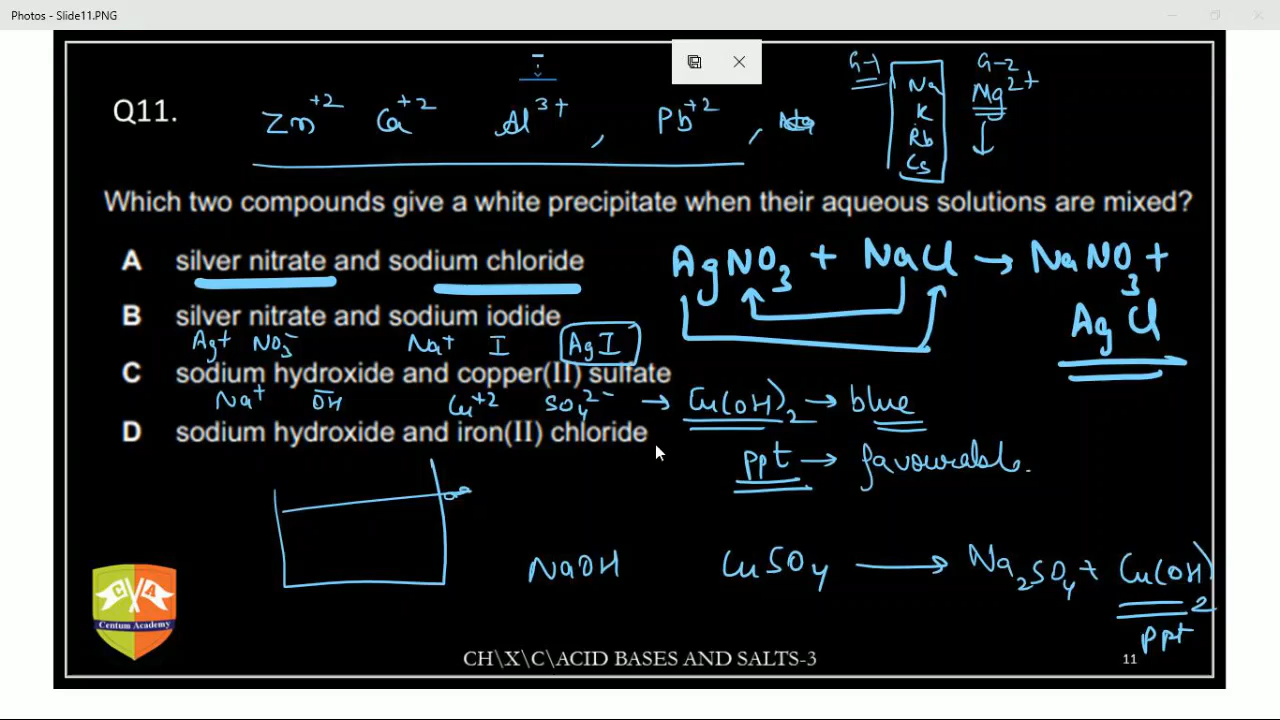 Photos - Slide11.PNG
Q11.
Zn+2 Ca+2 Al3+, Pb+2,
G-1 Na K Rb Cs
G-2 Mg2+
Which two compounds give a white precipitate when their aqueous solutions are mixed?
A silver nitrate and sodium chloride
AgNO3 + NaCl → NaNO3 + AgCl
B silver nitrate and sodium iodide
Ag+ NO3- Na+ I AgI
C sodium hydroxide and copper(II) sulfate
Na+ OH- Cu+2 SO4 2- → Cu(OH)2 → blue
D sodium hydroxide and iron(II) chloride
ppt → favourable.
NaOH CuSO4 → Na2SO4 + Cu(OH)2
ppt
C A
Centum Academy
CH\X\C\ACID BASES AND SALTS-3
11